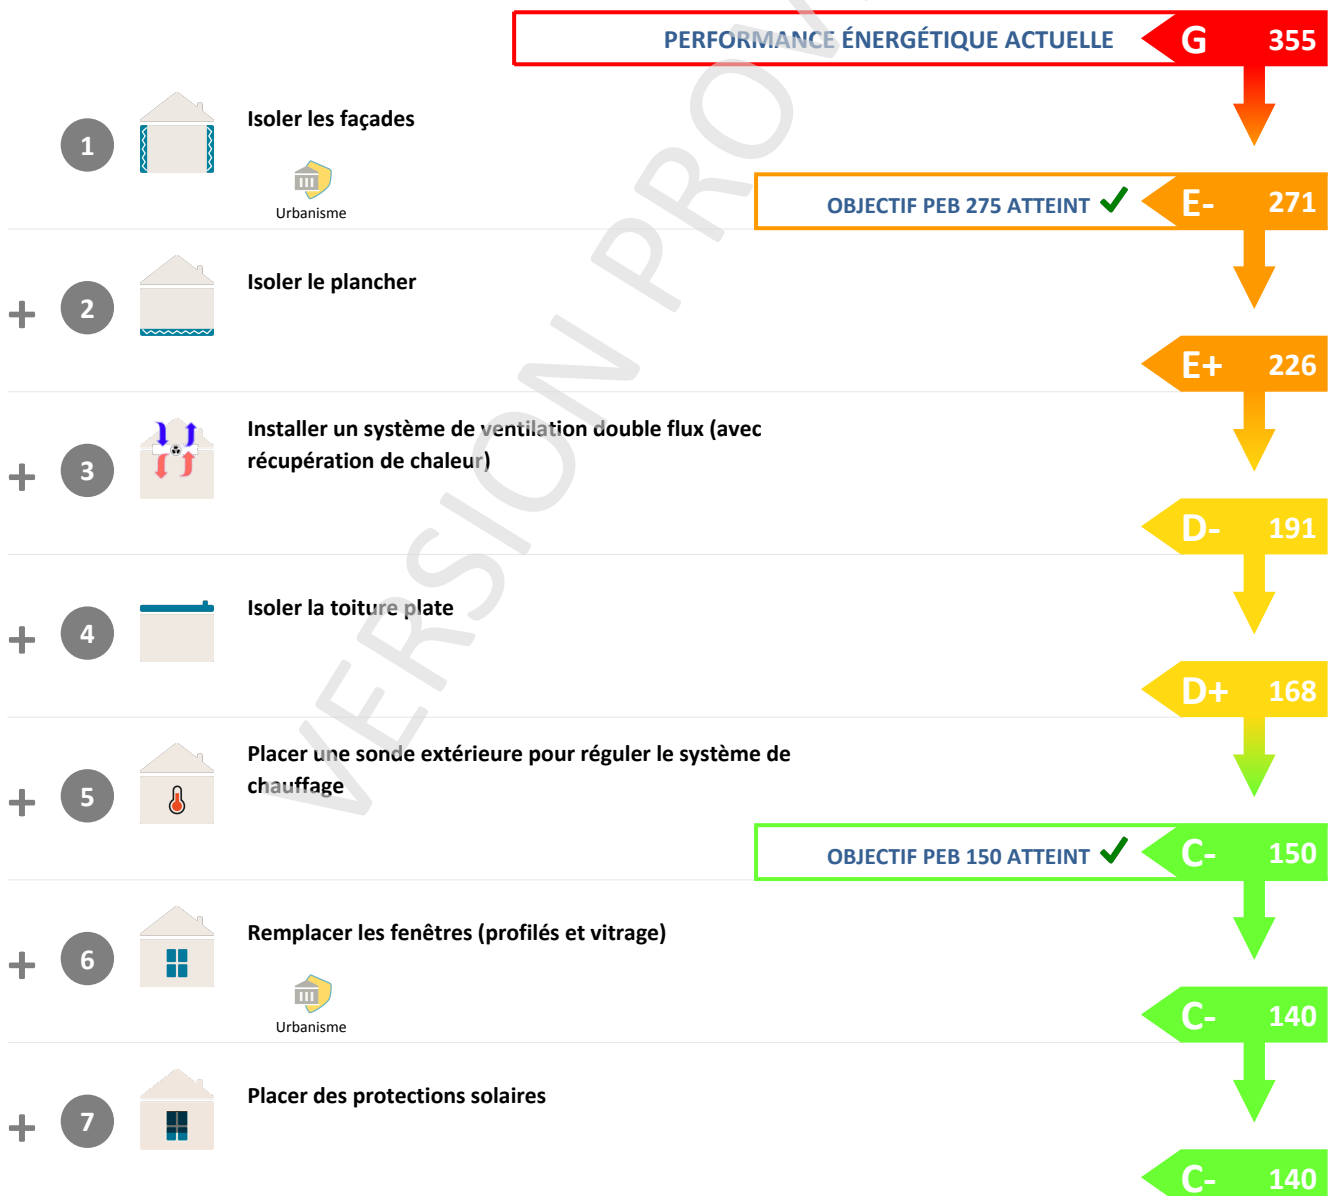 PERFORMANCE ÉNERGÉTIQUE ACTUELLE G 355
1 Isoler les façades
Urbanisme
OBJECTIF PEB 275 ATTEINT E- 271
+ 2 Isoler le plancher
E+ 226
+ 3 Installer un système de ventilation double flux (avec
récupération de chaleur)
D- 191
+ 4 Isoler la toiture plate
D+ 168
+ 5 Placer une sonde extérieure pour réguler le système de
chauffage
OBJECTIF PEB 150 ATTEINT C- 150
+ 6 Remplacer les fenêtres (profilés et vitrage)
Urbanisme
C- 140
+ 7 Placer des protections solaires
C- 140
VERSION PROV